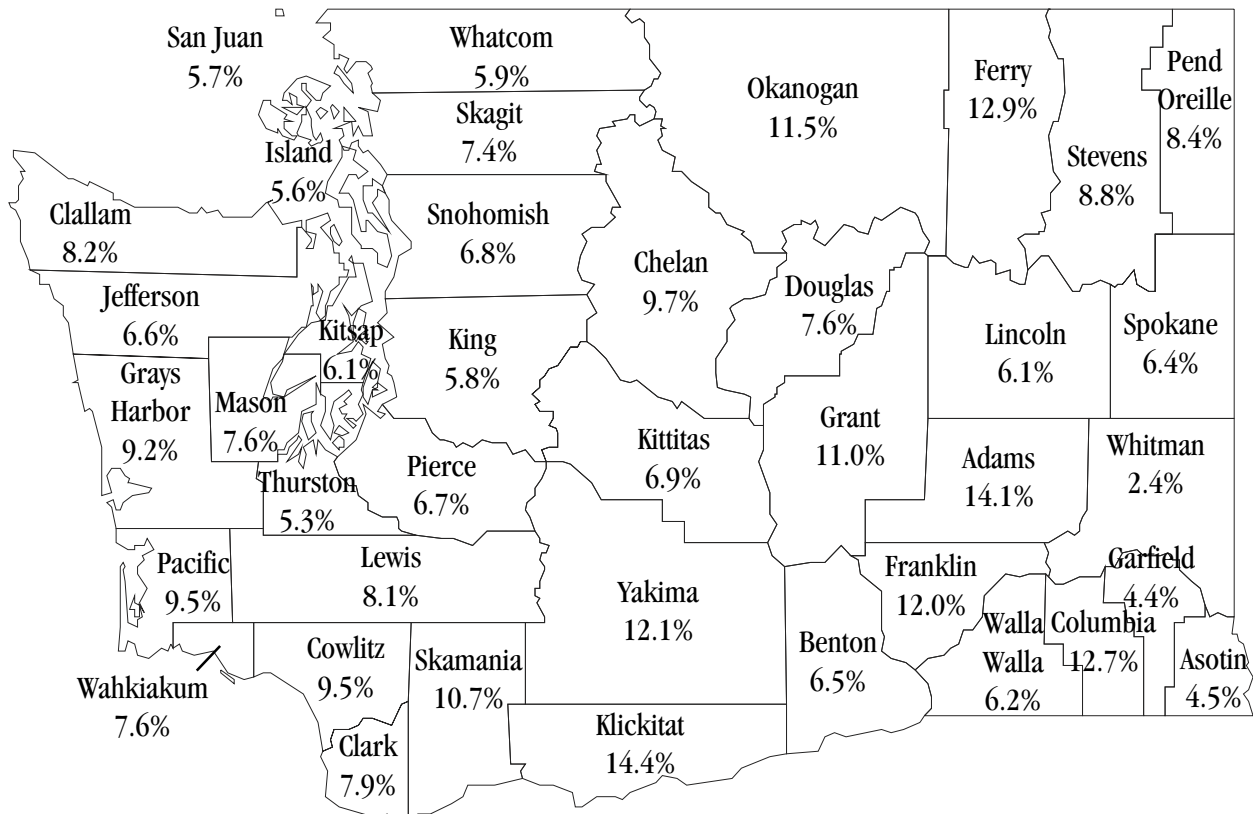 San Juan
5.7%
Whatcom
5.9%
Skagit
7.4%
Island
5.6%
Okanogan
11.5%
Ferry
12.9%
Pend
Oreille
8.4%
Stevens
8.8%
Clallam
8.2%
Snohomish
6.8%
Chelan
9.7%
Douglas
7.6%
Jefferson
6.6%
Kitsap
6.1%
King
5.8%
Lincoln
6.1%
Spokane
6.4%
Grays
Harbor
9.2%
Mason
7.6%
Kittitas
6.9%
Grant
11.0%
Adams
14.1%
Whitman
2.4%
Thurston
5.3%
Pierce
6.7%
Pacific
9.5%
Lewis
8.1%
Yakima
12.1%
Franklin
12.0%
Garfield
4.4%
Benton
6.5%
Walla
Walla
6.2%
Columbia
12.7%
Asotin
4.5%
Wahkiakum
7.6%
Cowlitz
9.5%
Skamania
10.7%
Clark
7.9%
Klickitat
14.4%